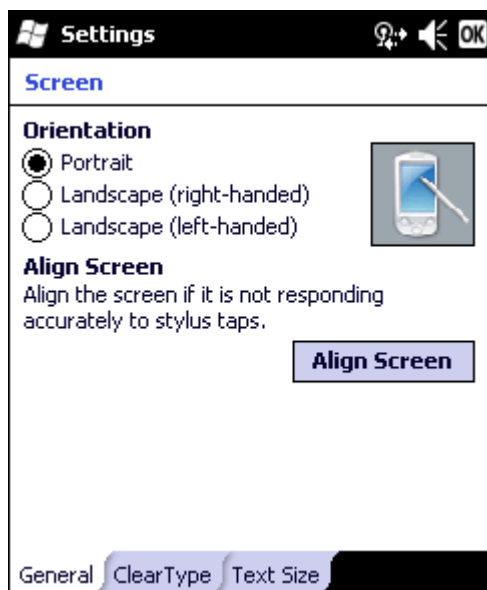 Settings
OK
Screen
Orientation
Portrait
Landscape (right-handed)
Landscape (left-handed)
Align Screen
Align the screen if it is not responding
accurately to stylus taps.
Align Screen
General ClearType Text Size